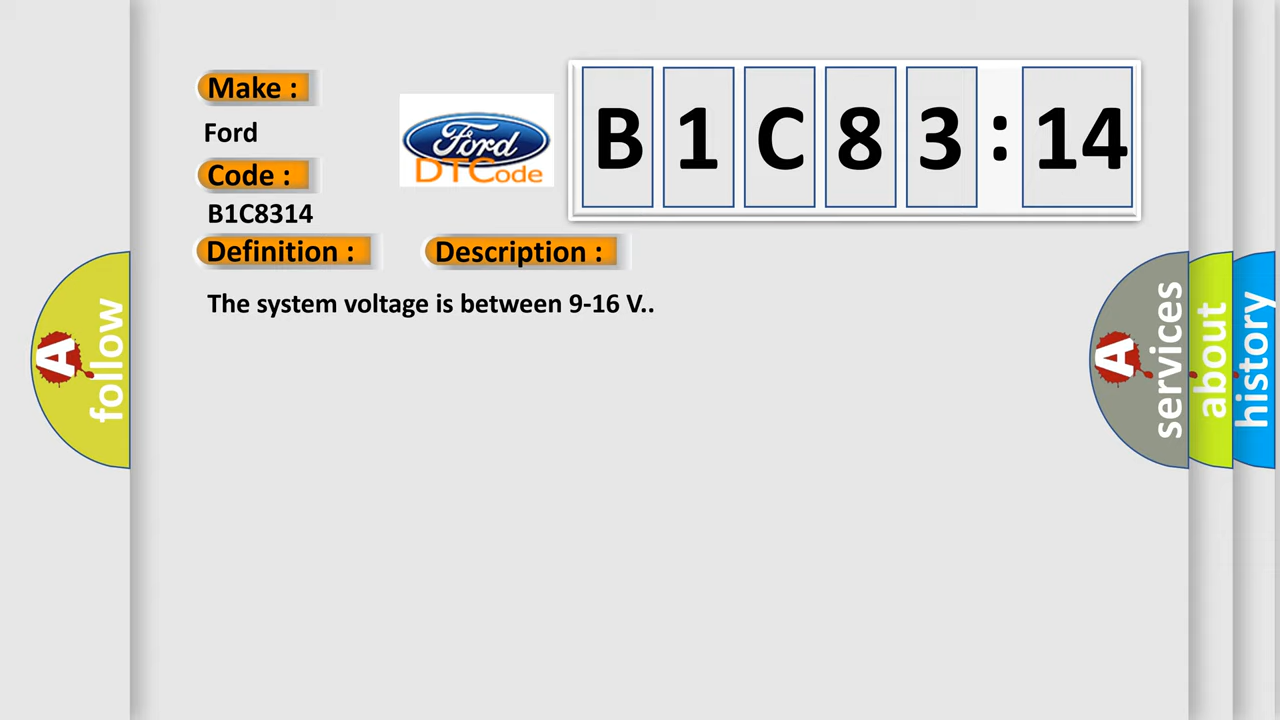 Make :
Ford
Code :
B1C8314
Definition :
Description :
The system voltage is between 9-16 V..
Ford
DTCode
B 1 C 8 3 : 14
A follow
A services
about
history